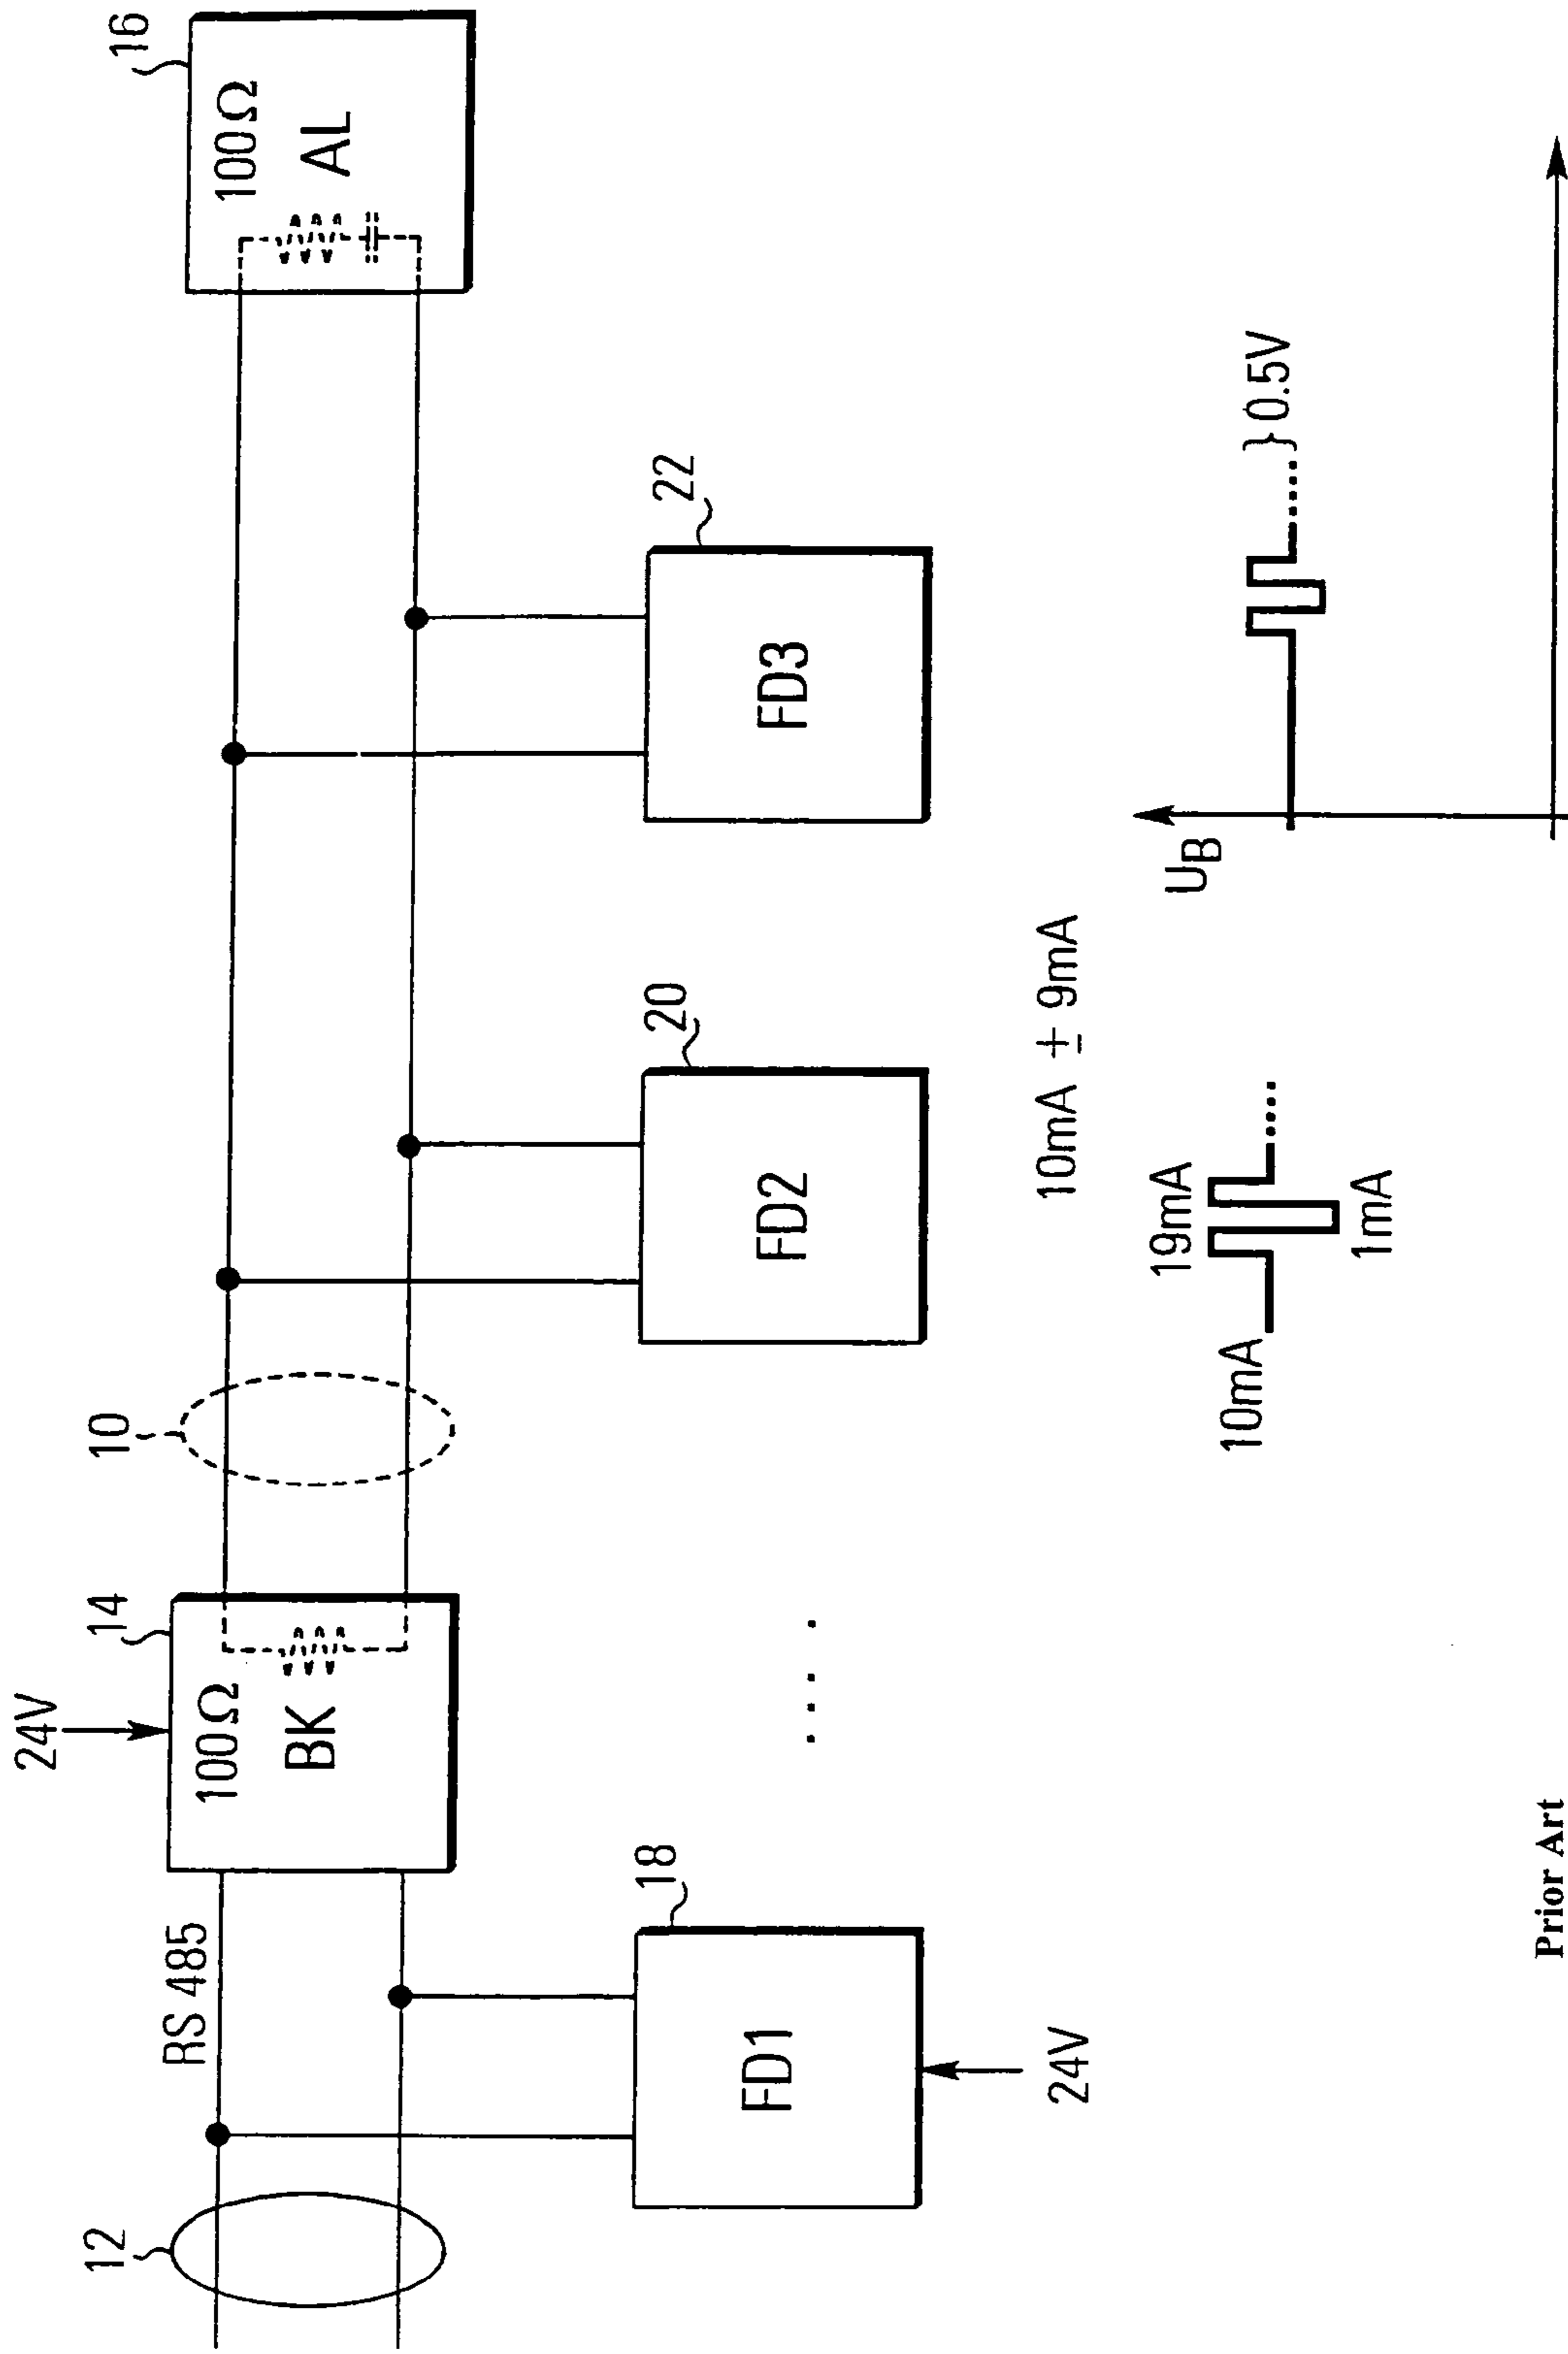 24V
12
RS 485
14
100Ω
BK
10
16
100Ω
AL
18
FD1
24V
20
FD2
22
FD3
10mA ± 9mA
10mA
19mA
1mA
UB
0.5V
Prior Art